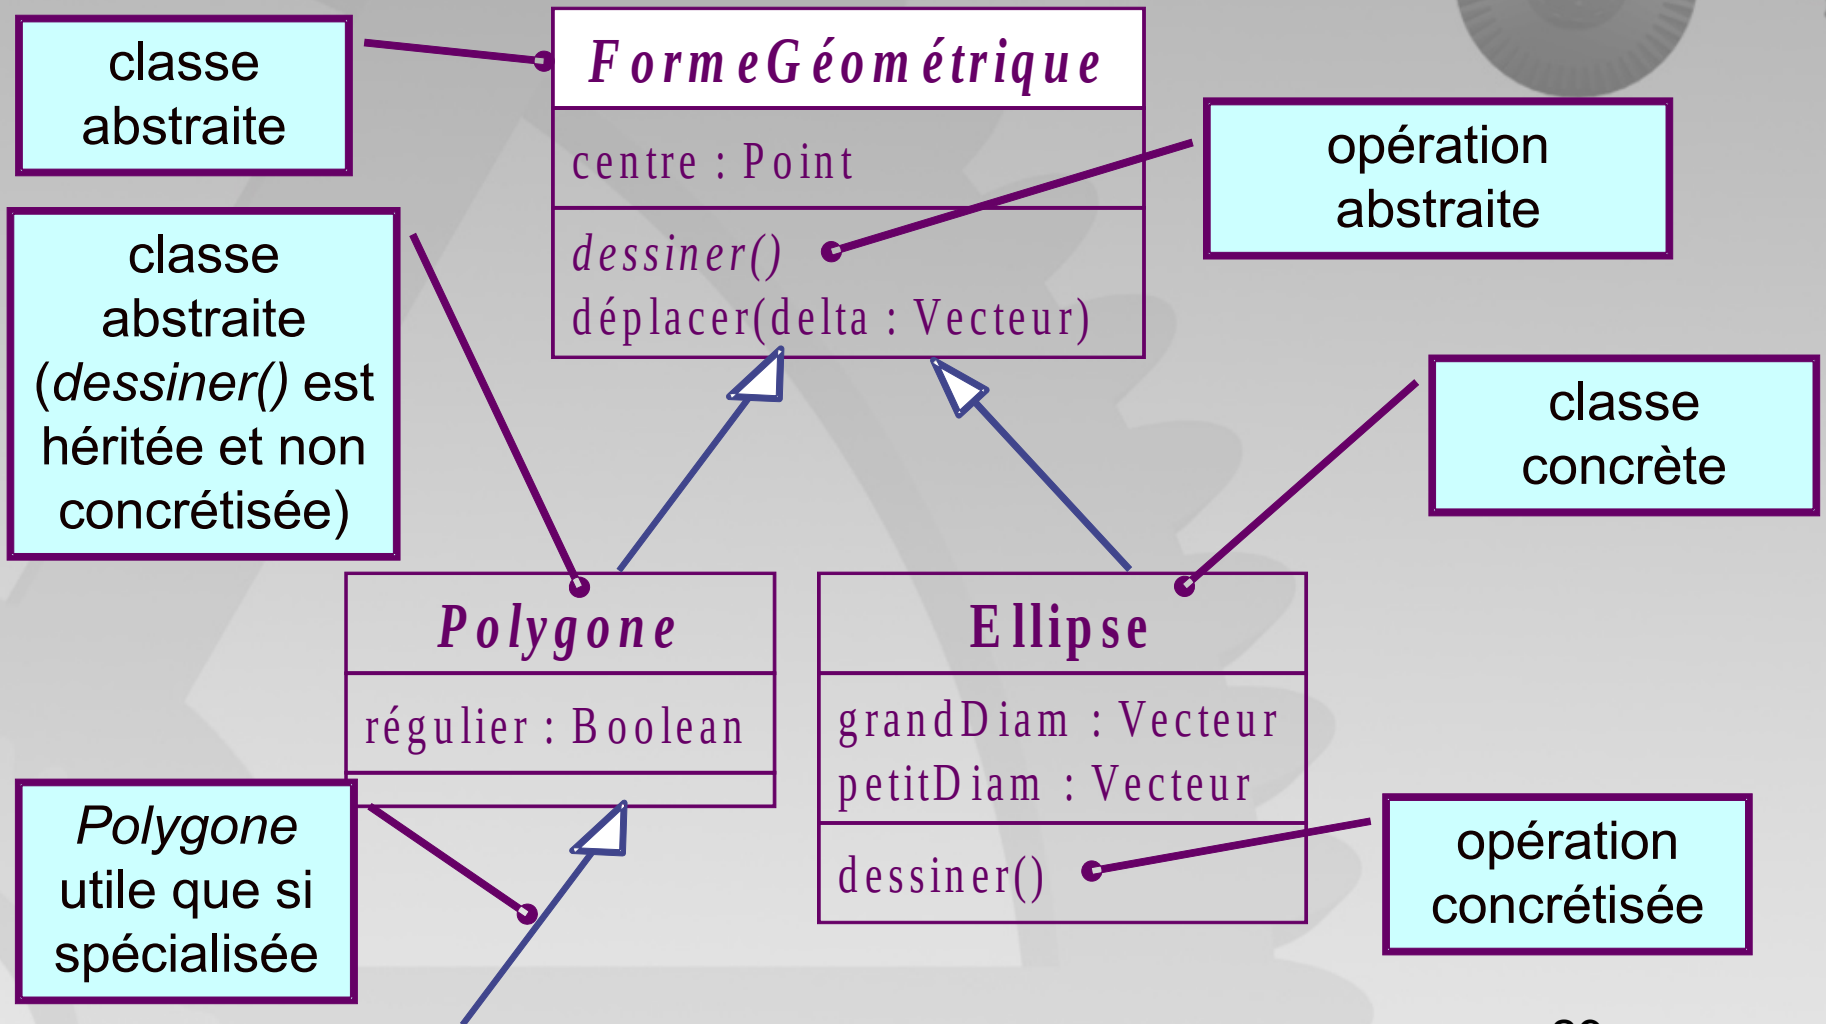 classe
abstraite
FormeGéométrique
centre : Point
dessiner()
déplacer(delta : Vecteur)
opération
abstraite
classe
abstraite
(dessiner() est
héritée et non
concrétisée)
classe
concrète
Polygone
régulier : Boolean
Ellipse
grandDiam : Vecteur
petitDiam : Vecteur
dessiner()
Polygone
utile que si
spécialisée
opération
concrétisée